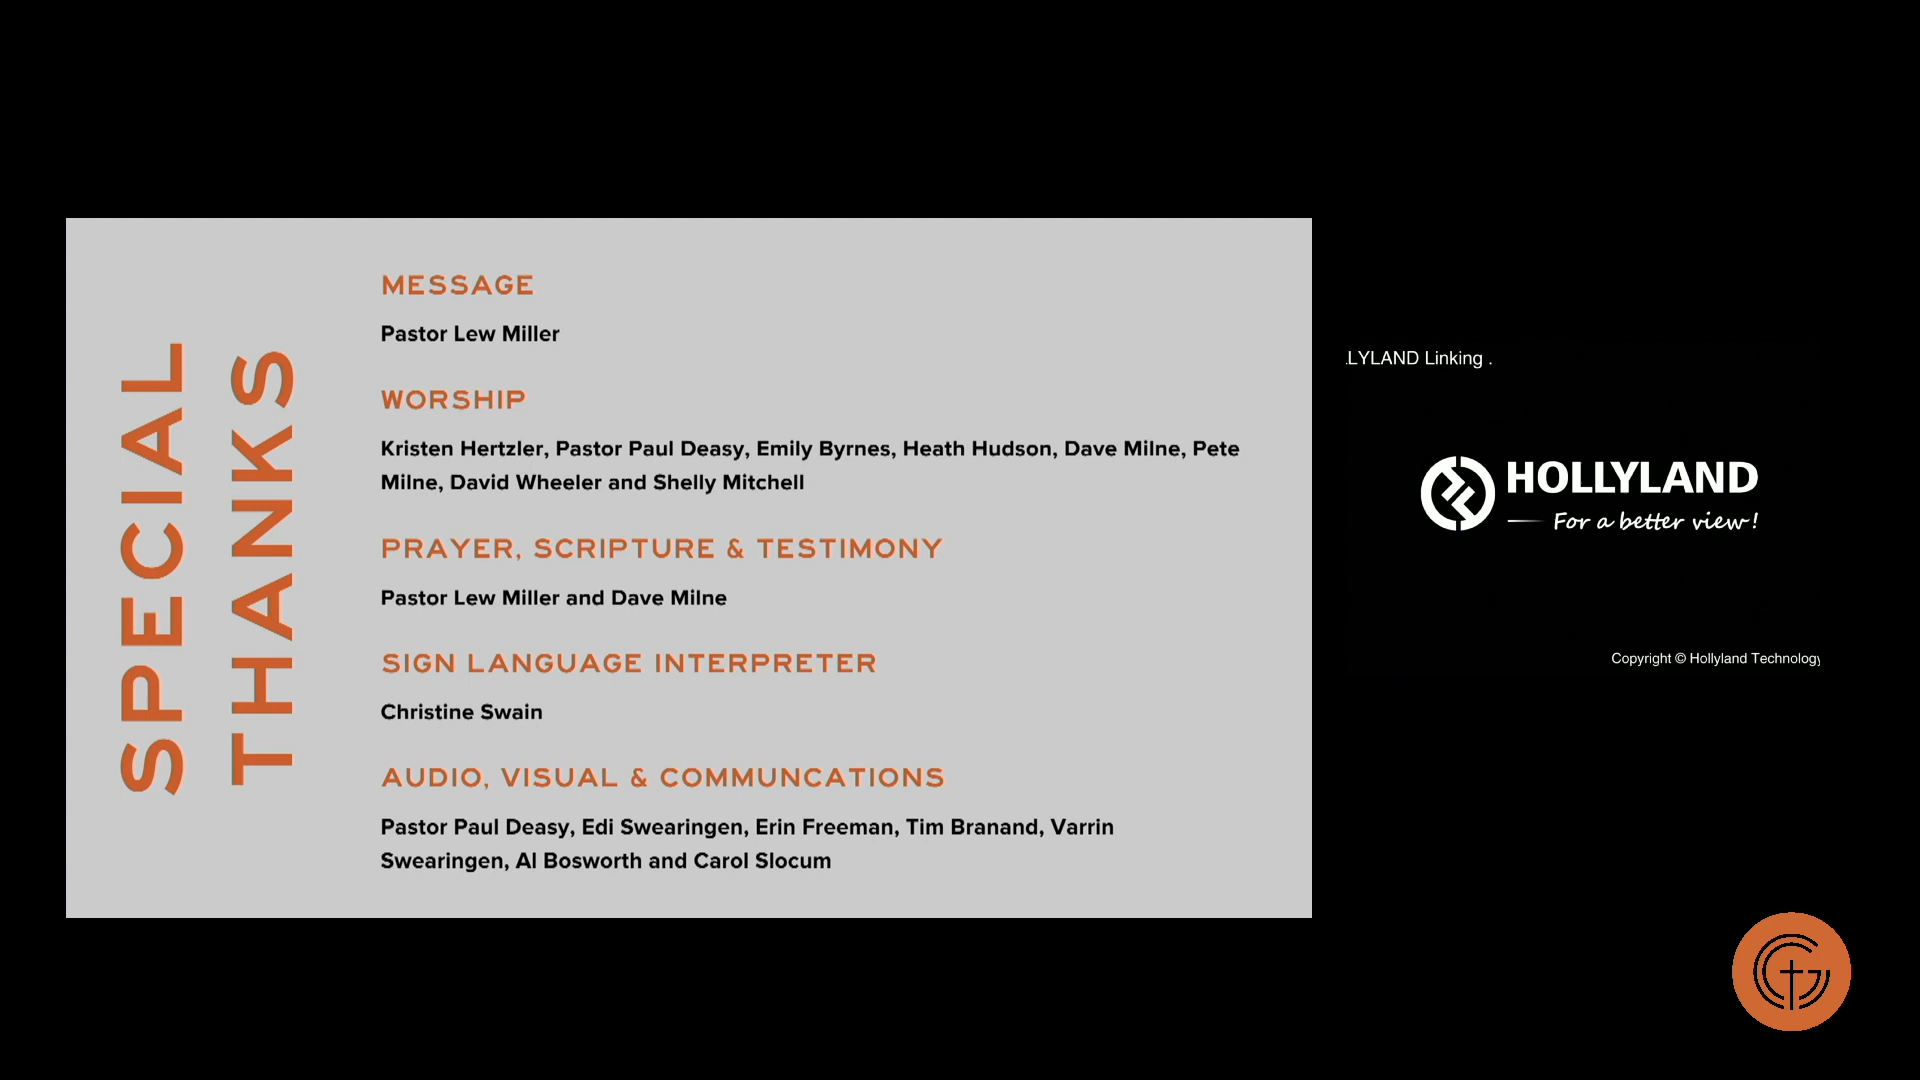 SPECIAL
THANKS
MESSAGE
Pastor Lew Miller
WORSHIP
Kristen Hertzler, Pastor Paul Deasy, Emily Byrnes, Heath Hudson, Dave Milne, Pete
Milne, David Wheeler and Shelly Mitchell
PRAYER, SCRIPTURE & TESTIMONY
Pastor Lew Miller and Dave Milne
SIGN LANGUAGE INTERPRETER
Christine Swain
AUDIO, VISUAL & COMMUNCATIONS
Pastor Paul Deasy, Edi Swearingen, Erin Freeman, Tim Branand, Varrin
Swearingen, Al Bosworth and Carol Slocum
LYLAND Linking .
HOLLYLAND
For a better view!
Copyright © Hollyland Technology